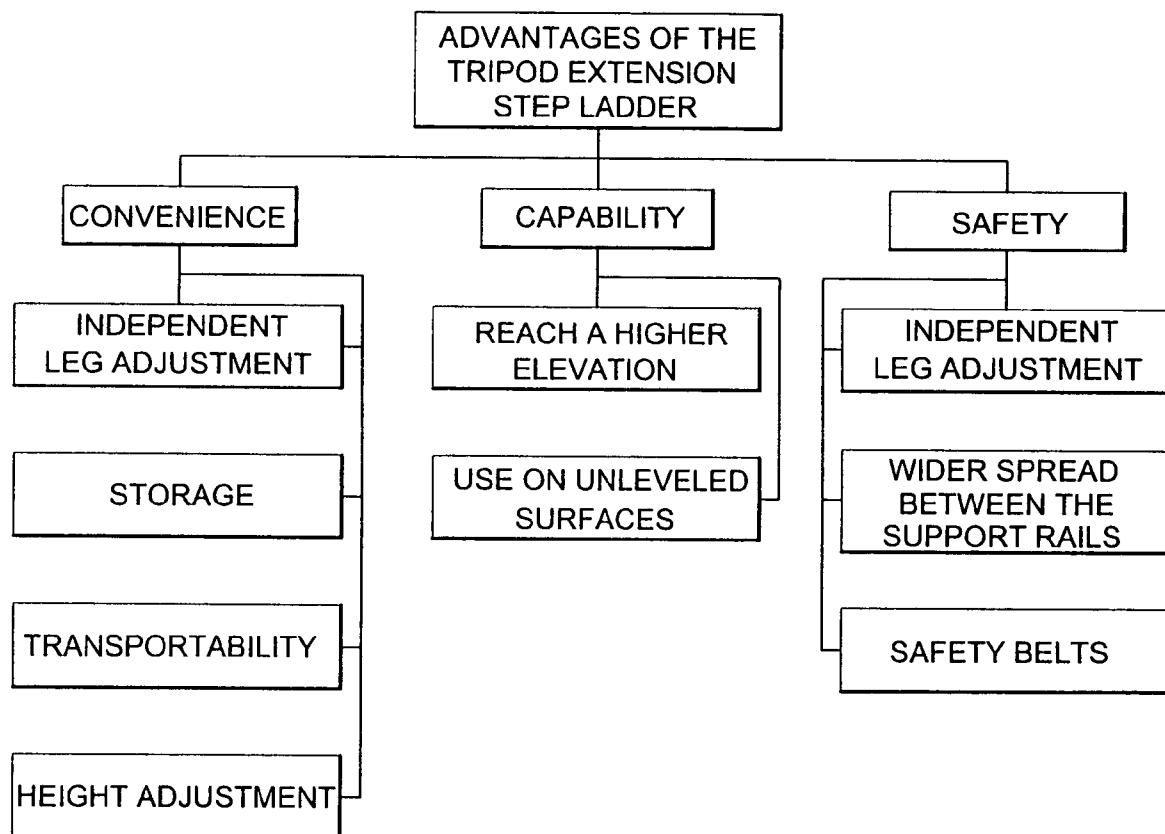 ADVANTAGES OF THE
TRIPOD EXTENSION
STEP LADDER
CONVENIENCE
CAPABILITY
SAFETY
INDEPENDENT
LEG ADJUSTMENT
STORAGE
TRANSPORTABILITY
HEIGHT ADJUSTMENT
REACH A HIGHER
ELEVATION
USE ON UNLEVELED
SURFACES
INDEPENDENT
LEG ADJUSTMENT
WIDER SPREAD
BETWEEN THE
SUPPORT RAILS
SAFETY BELTS